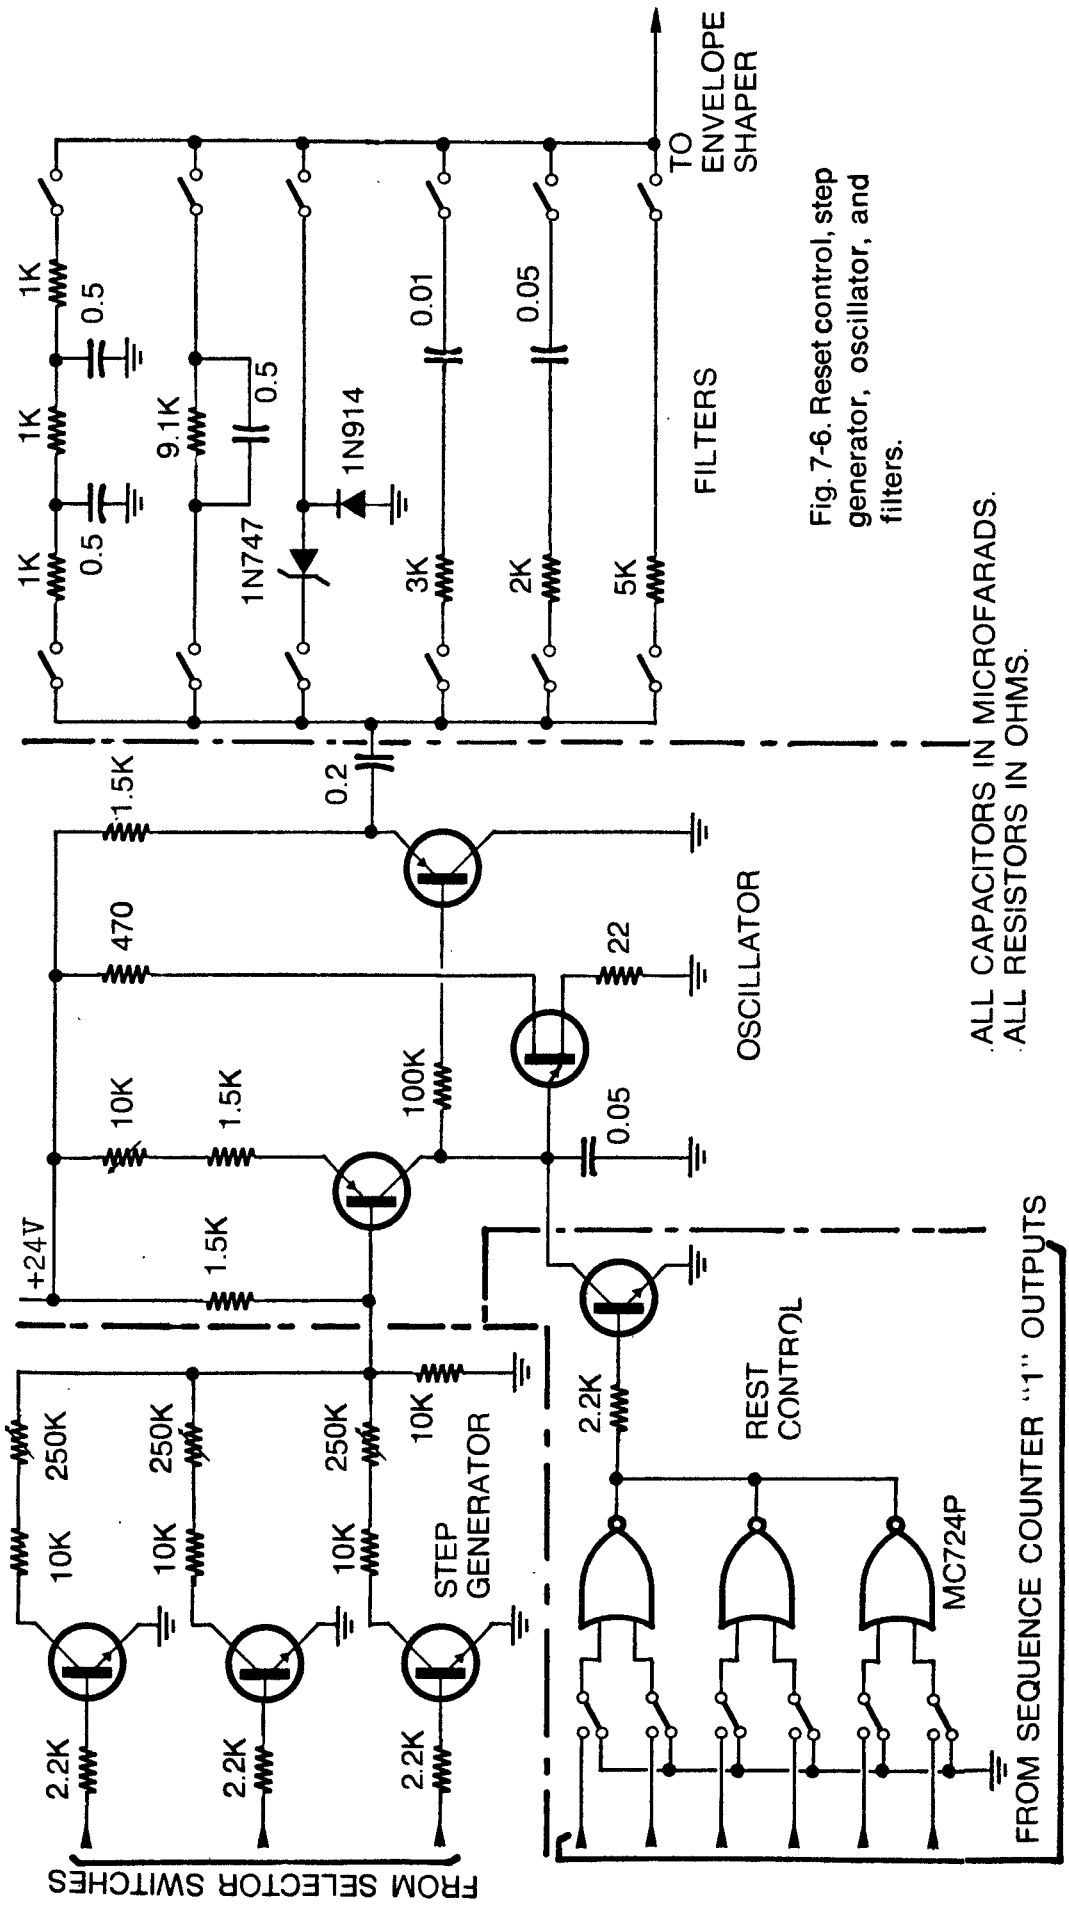 FROM SELECTOR SWITCHES
2.2K
2.2K
2.2K
10K
250K
10K
250K
10K
250K
10K
STEP
GENERATOR
+24V
1.5K
10K
1.5K
470
1.5K
100K
0.2
0.05
22
OSCILLATOR
1K
1K
1K
0.5
0.5
9.1K
0.5
1N747
1N914
3K
0.01
2K
0.05
5K
FILTERS
TO
ENVELOPE
SHAPER
2.2K
REST
CONTROL
MC724P
FROM SEQUENCE COUNTER "1" OUTPUTS
ALL CAPACITORS IN MICROFARADS.
ALL RESISTORS IN OHMS.
Fig. 7-6. Reset control, step
generator, oscillator, and
filters.